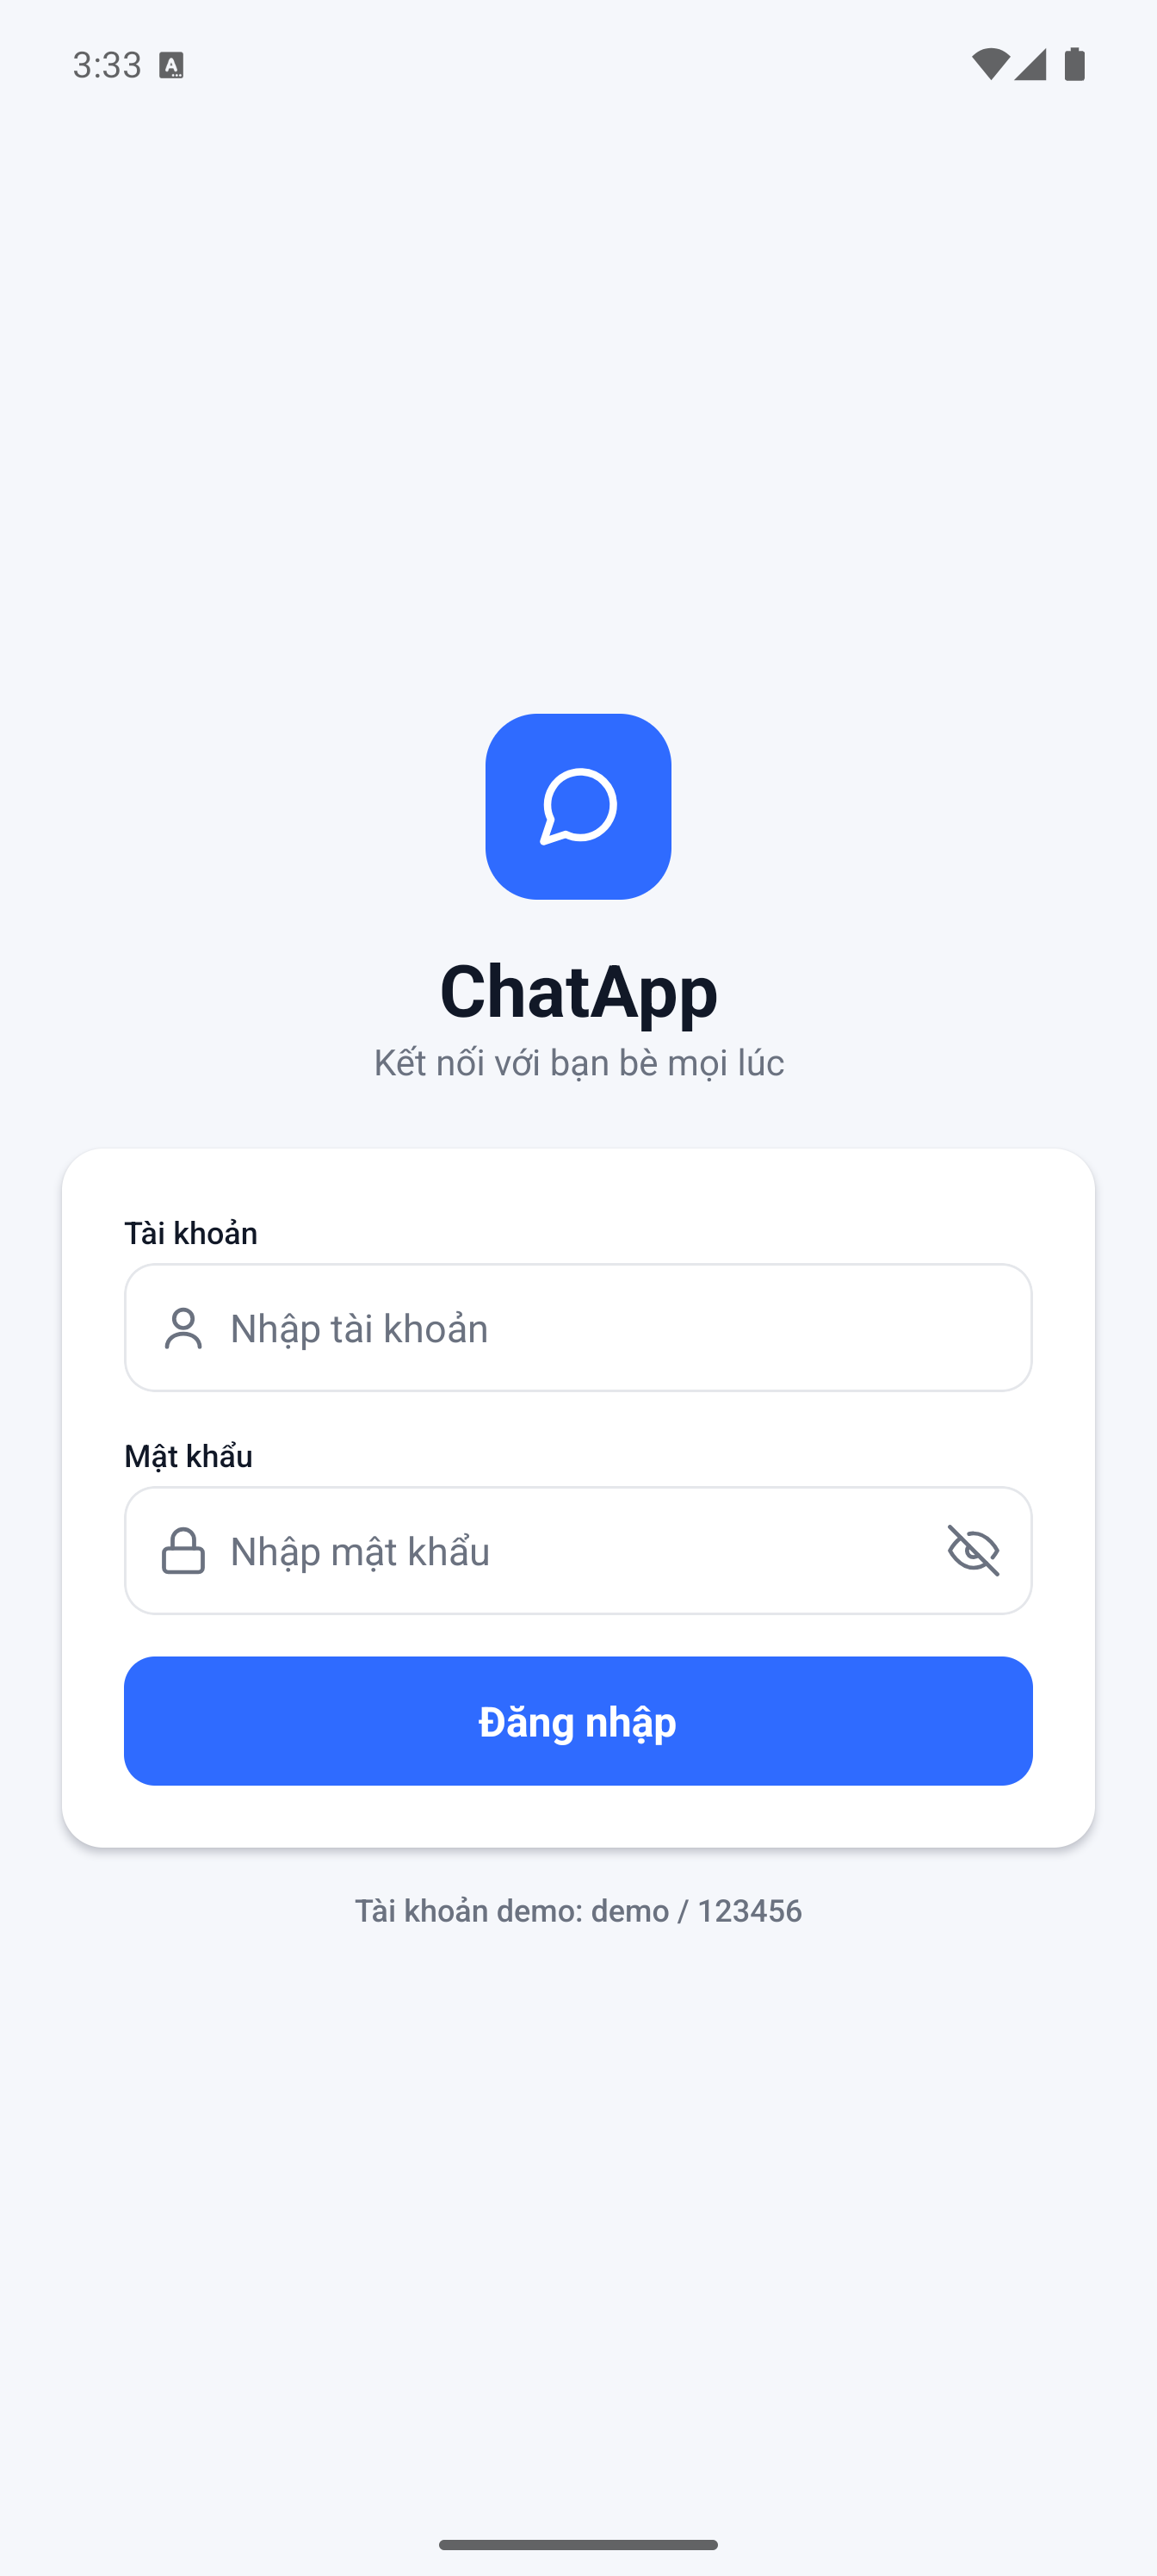 3:33
ChatApp
Kết nối với bạn bè mọi lúc
Tài khoản
Nhập tài khoản
Mật khẩu
Nhập mật khẩu
Đăng nhập
Tài khoản demo: demo / 123456